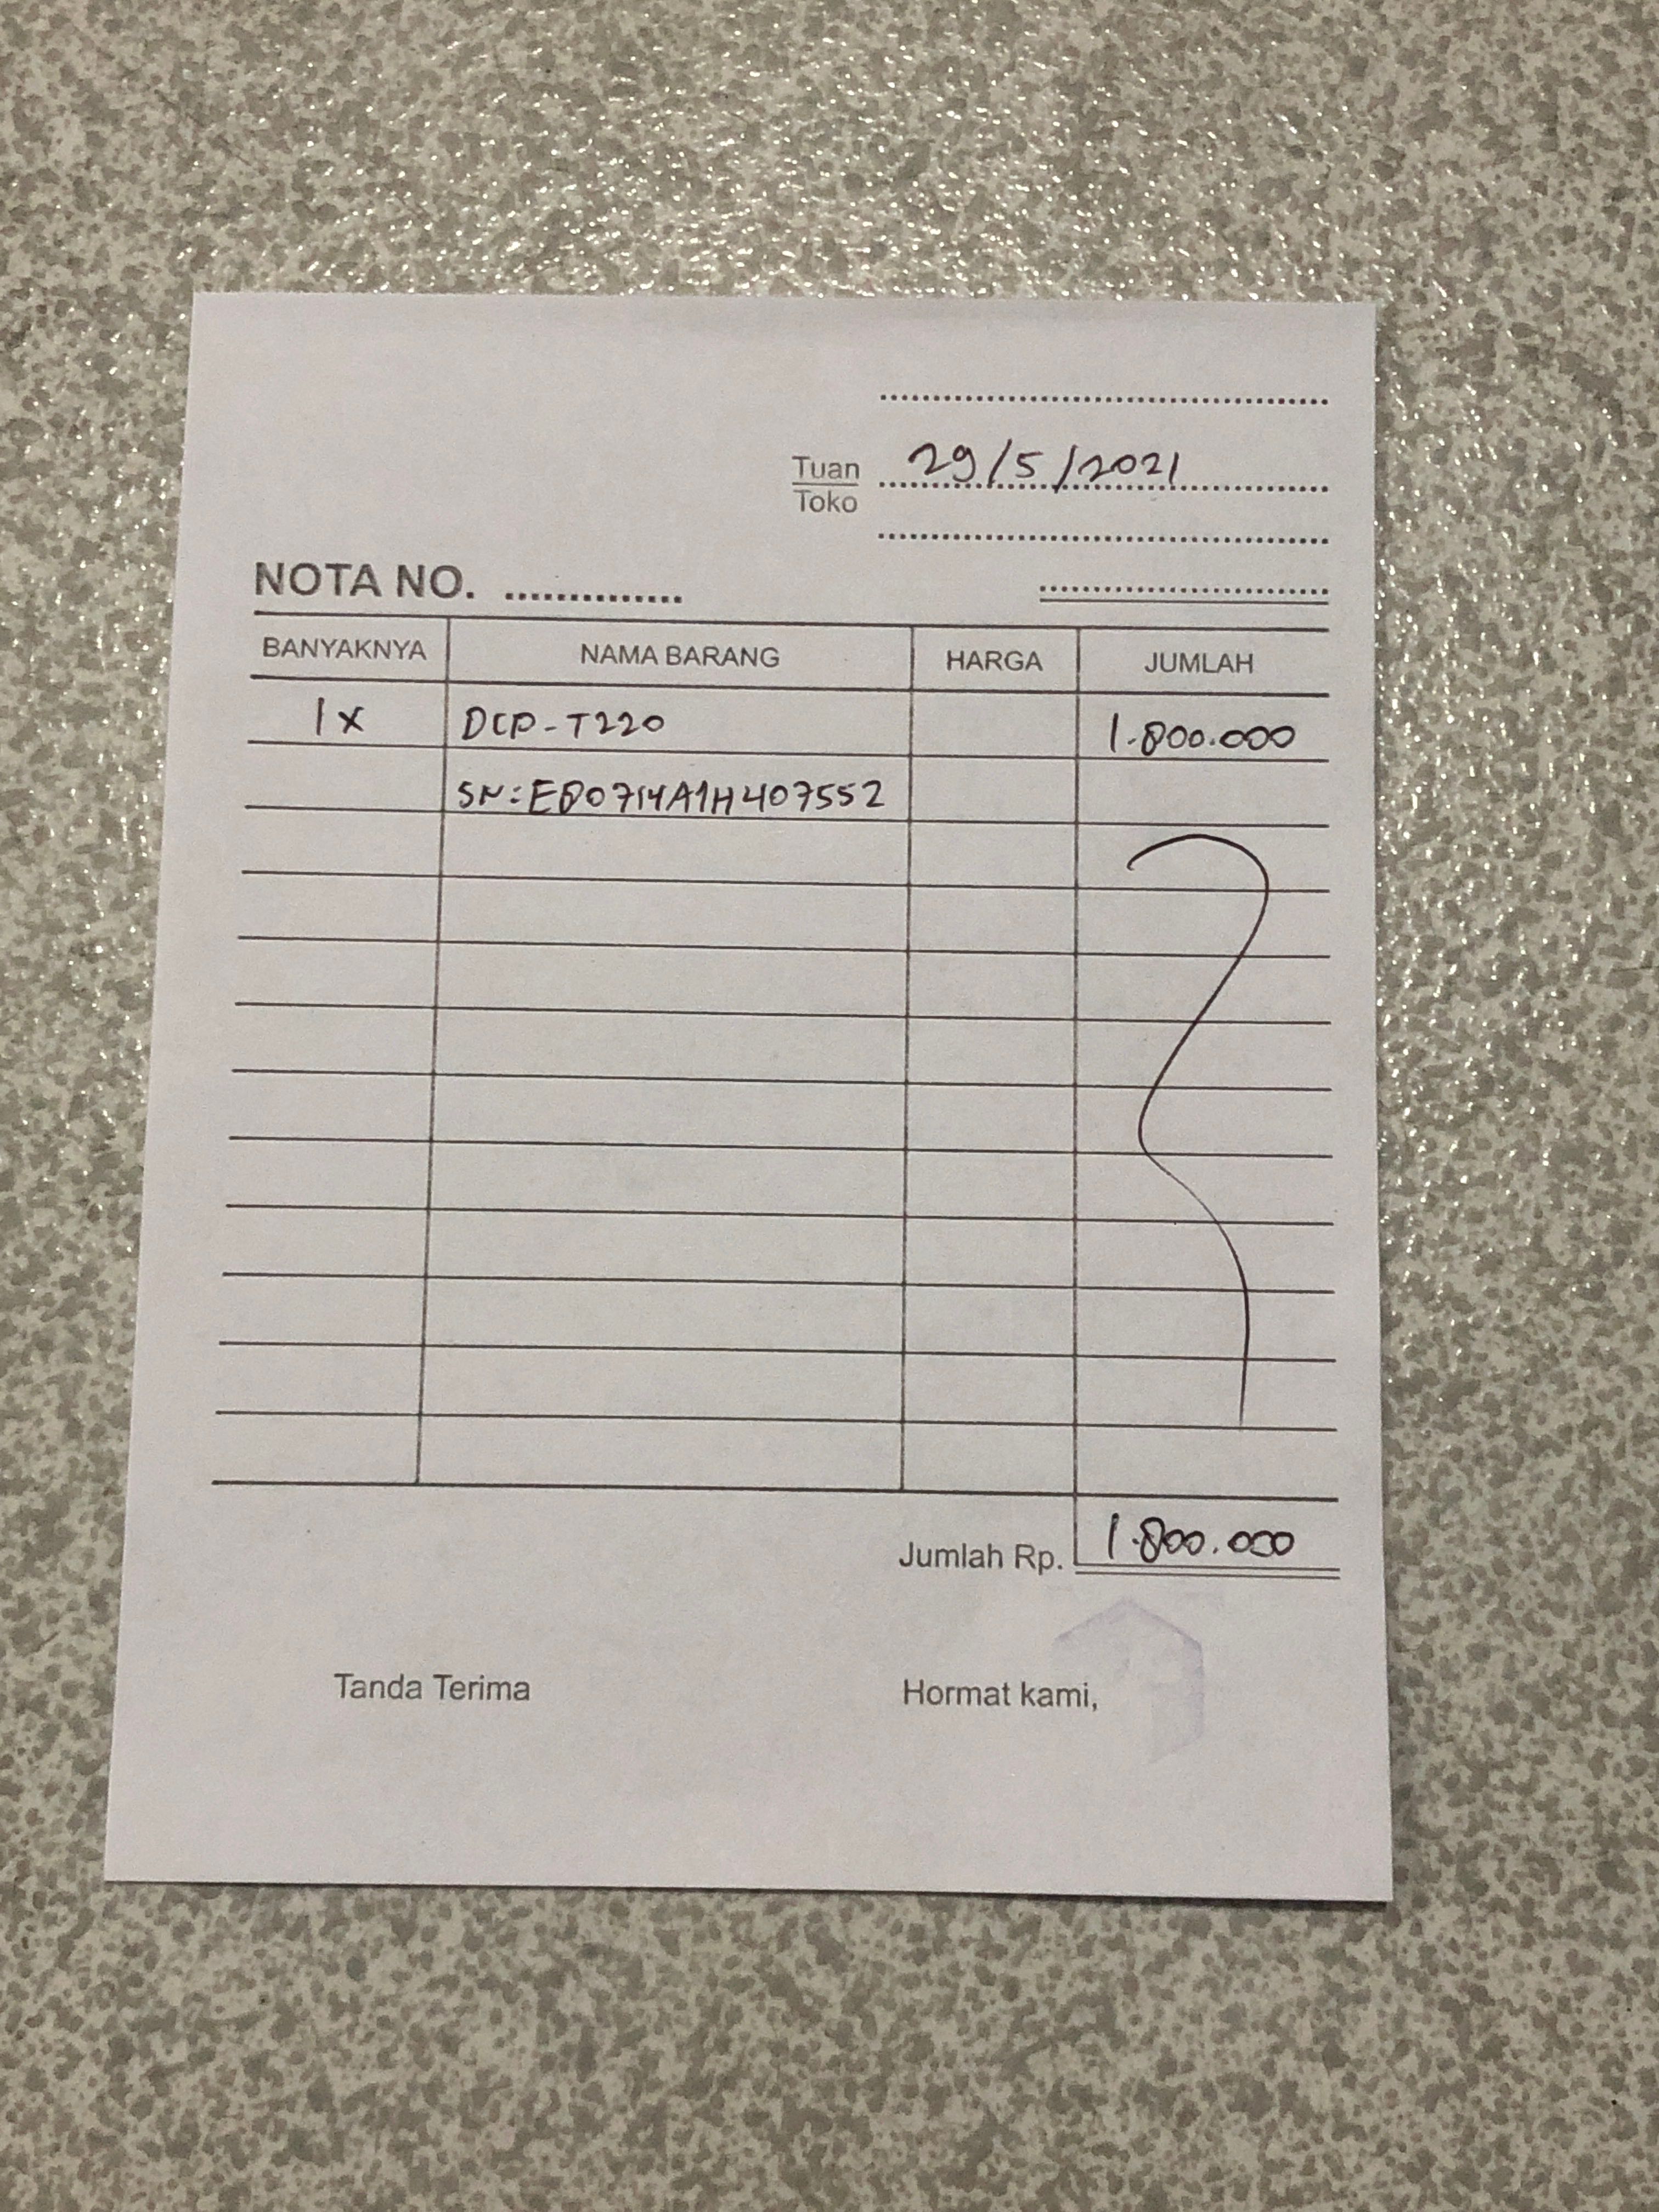 Tuan 29/5/2021
Toko
NOTA NO. ..............
BANYAKNYA NAMA BARANG HARGA JUMLAH
1x DCP-T220 1.800.000
SN:E80714A1H407552
Jumlah Rp. 1.800.000
Tanda Terima Hormat kami,